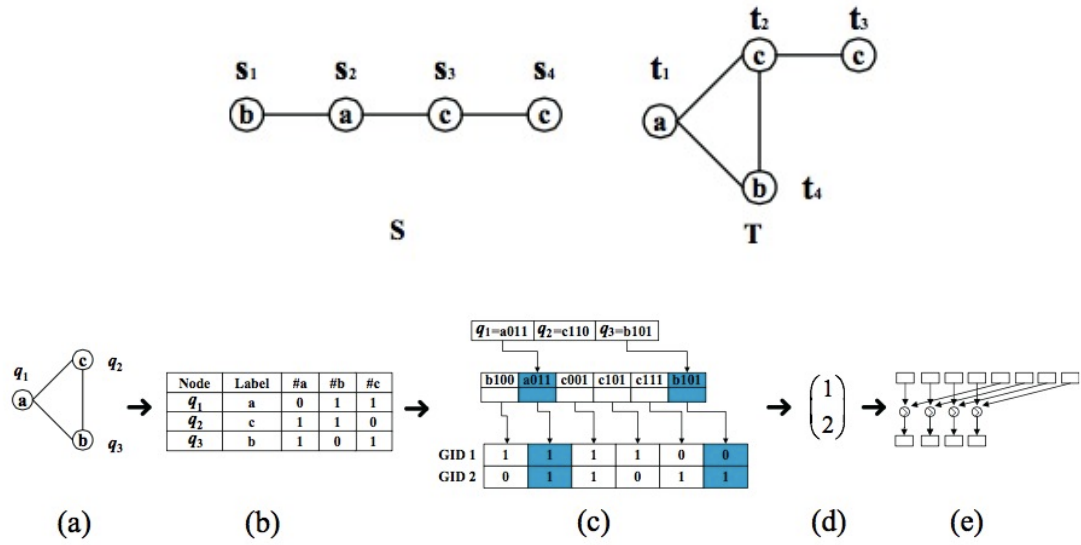 s1 s2 s3 s4
b a c c
S
t2 t3
c c
t1
a
b t4
T
q1 c q2
a
b q3
Node Label #a #b #c
q1 a 0 1 1
q2 c 1 1 0
q3 b 1 0 1
q1=a011 q2=c110 q3=b101
b100 a011 c001 c101 c111 b101
GID 1 1 1 1 1 0 0
GID 2 0 1 1 0 1 1
1
2
(a) (b) (c) (d) (e)